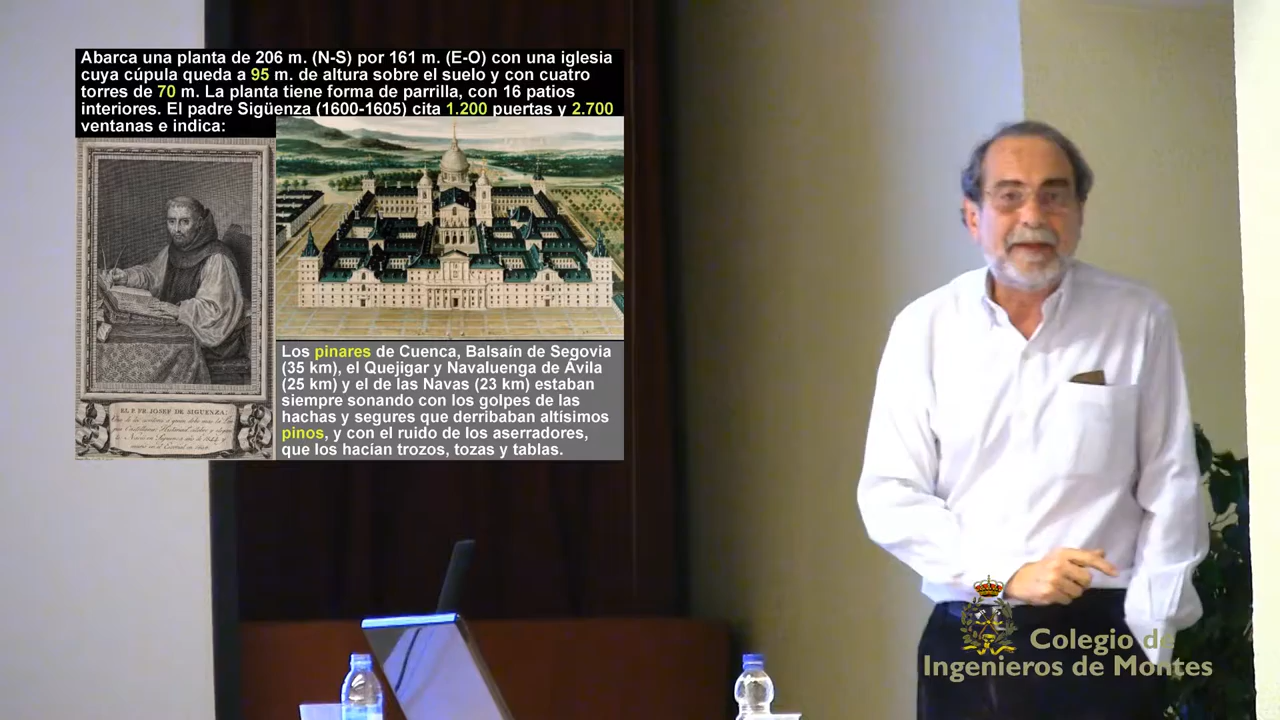 Abarca una planta de 206 m. (N-S) por 161 m. (E-O) con una iglesia
cuya cúpula queda a 95 m. de altura sobre el suelo y con cuatro
torres de 70 m. La planta tiene forma de parrilla, con 16 patios
interiores. El padre Sigüenza (1600-1605) cita 1.200 puertas y 2.700
ventanas e indica:
EL P. FR. JOSEF DE SIGUENZA:
Los pinares de Cuenca, Balsaín de Segovia
(35 km), el Quejigar y Navaluenga de Ávila
(25 km) y el de las Navas (23 km) estaban
siempre sonando con los golpes de las
hachas y segures que derribaban altísimos
pinos, y con el ruido de los aserradores,
que los hacían trozos, tozas y tablas.
Colegio de
Ingenieros de Montes